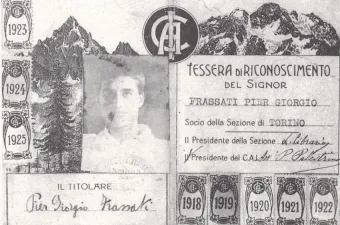 1923
1924
1925
CAI
TESSERA DI RICONOSCIMENTO
DEL SIGNOR
FRASSATI PIER GIORGIO
Socio della Sezione di TORINO
Il Presidente della Sezione
Il Presidente del C.A.I.
IL TITOLARE
Pier Giorgio Frassati
1918
1919
1920
1921
1922